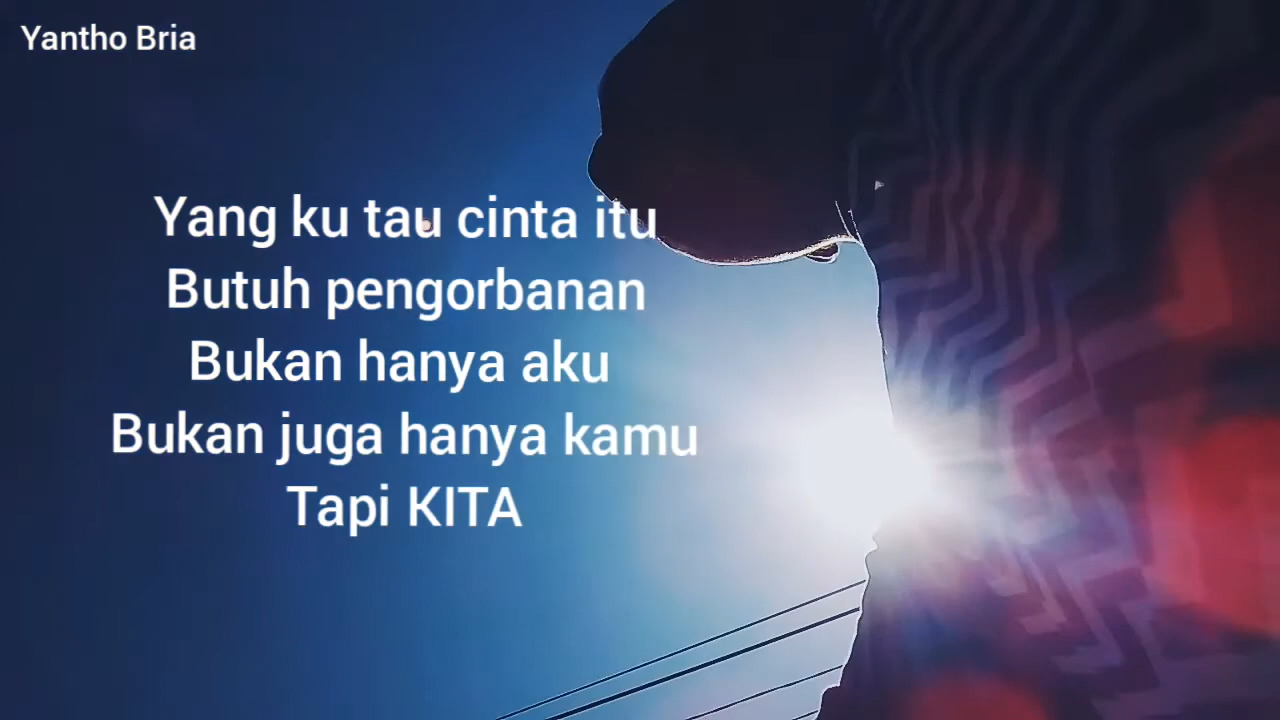 Yantho Bria
Yang ku tau cinta itu
Butuh pengorbanan
Bukan hanya aku
Bukan juga hanya kamu
Tapi KITA